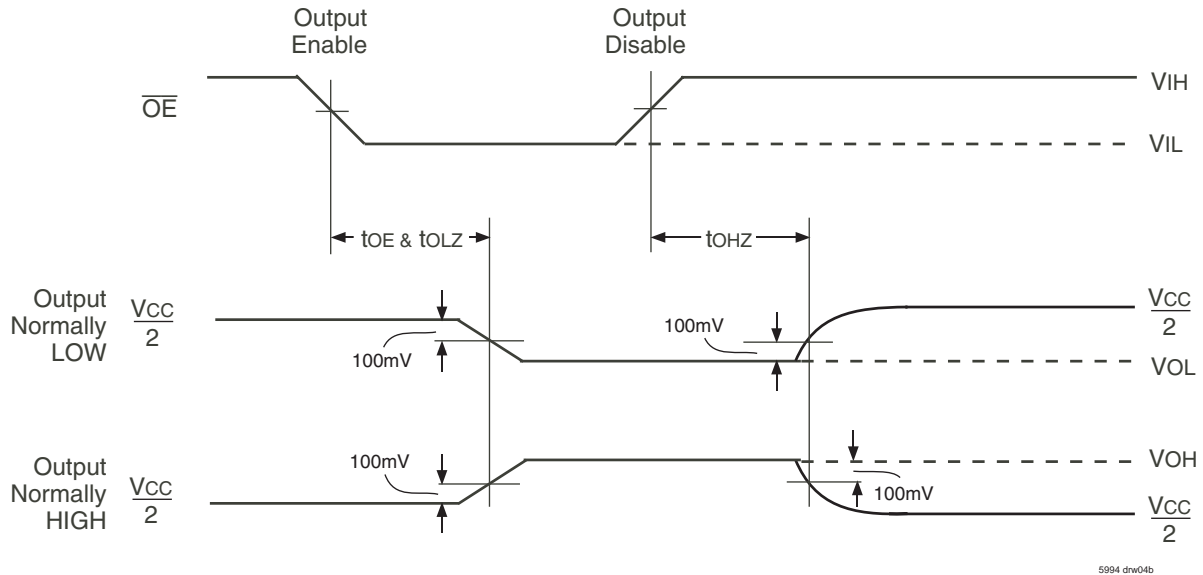 Output
Enable
Output
Disable
OE
VIH
VIL
tOE & tOLZ
tOHZ
Output
Normally
LOW
VCC
2
100mV
100mV
VCC
2
VOL
Output
Normally
HIGH
VCC
2
100mV
VOH
100mV
VCC
2
5994 drw04b